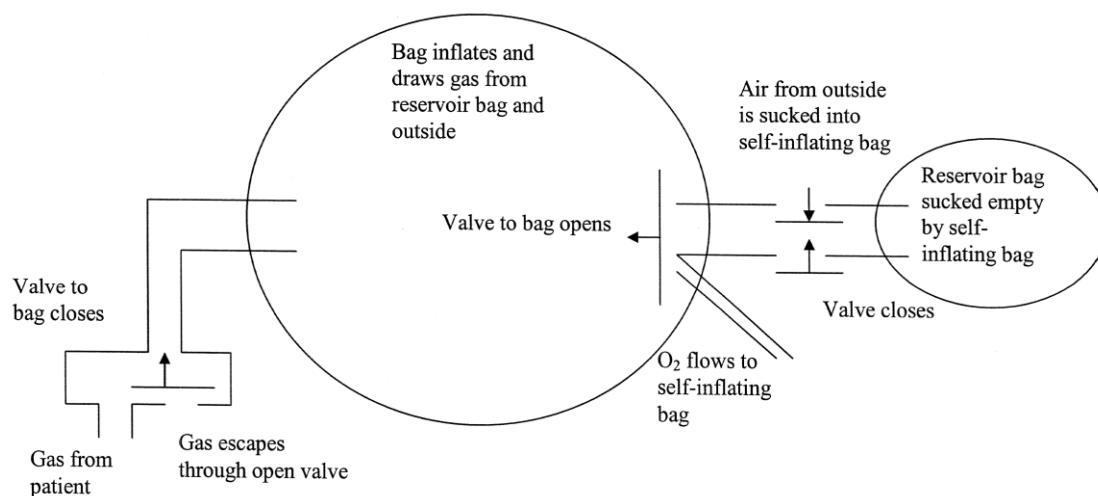 Bag inflates and
draws gas from
reservoir bag and
outside
Air from outside
is sucked into
self-inflating bag
Reservoir bag
sucked empty
by self-
inflating bag
Valve to bag opens
Valve to
bag closes
Valve closes
O₂ flows to
self-inflating
bag
Gas escapes
through open valve
Gas from
patient